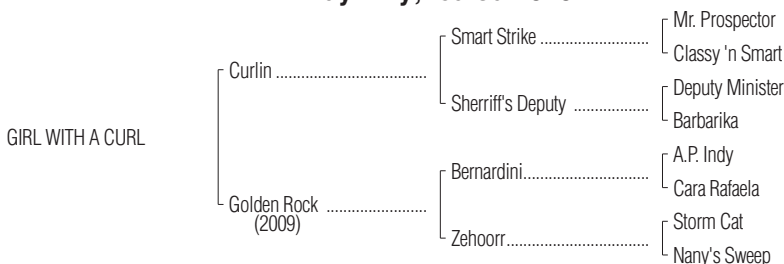 Mr. Prospector
Smart Strike ..........................
Classy 'n Smart
Curlin ....................................
Deputy Minister
Sherriff's Deputy ..................
Barbarika
GIRL WITH A CURL
A.P. Indy
Bernardini..............................
Cara Rafaela
Golden Rock ........................
(2009)
Storm Cat
Zehoorr..................................
Nany's Sweep